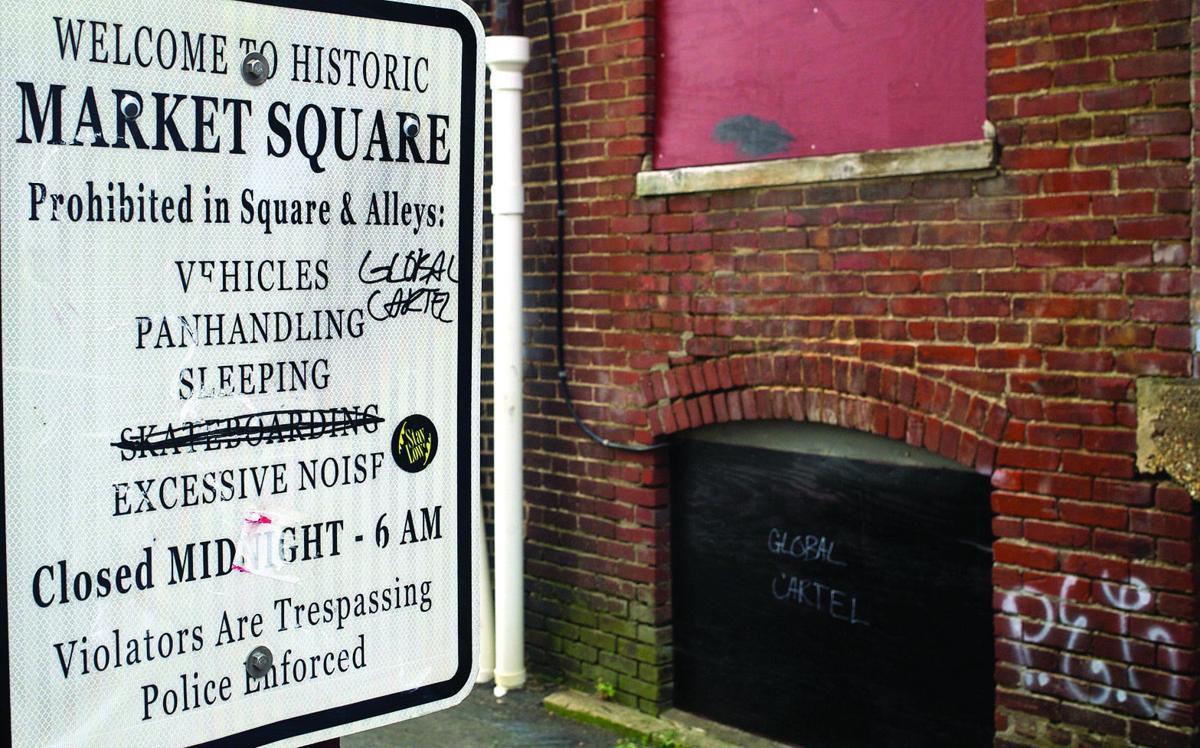 WELCOME TO HISTORIC
MARKET SQUARE
Prohibited in Square & Alleys:
VEHICLES
GLOBAL
CARTEL
PANHANDLING
SLEEPING
SKATEBOARDING
Stay
Low
EXCESSIVE NOISE
Closed MIDNIGHT - 6 AM
Violators Are Trespassing
Police Enforced
GLOBAL
CARTEL